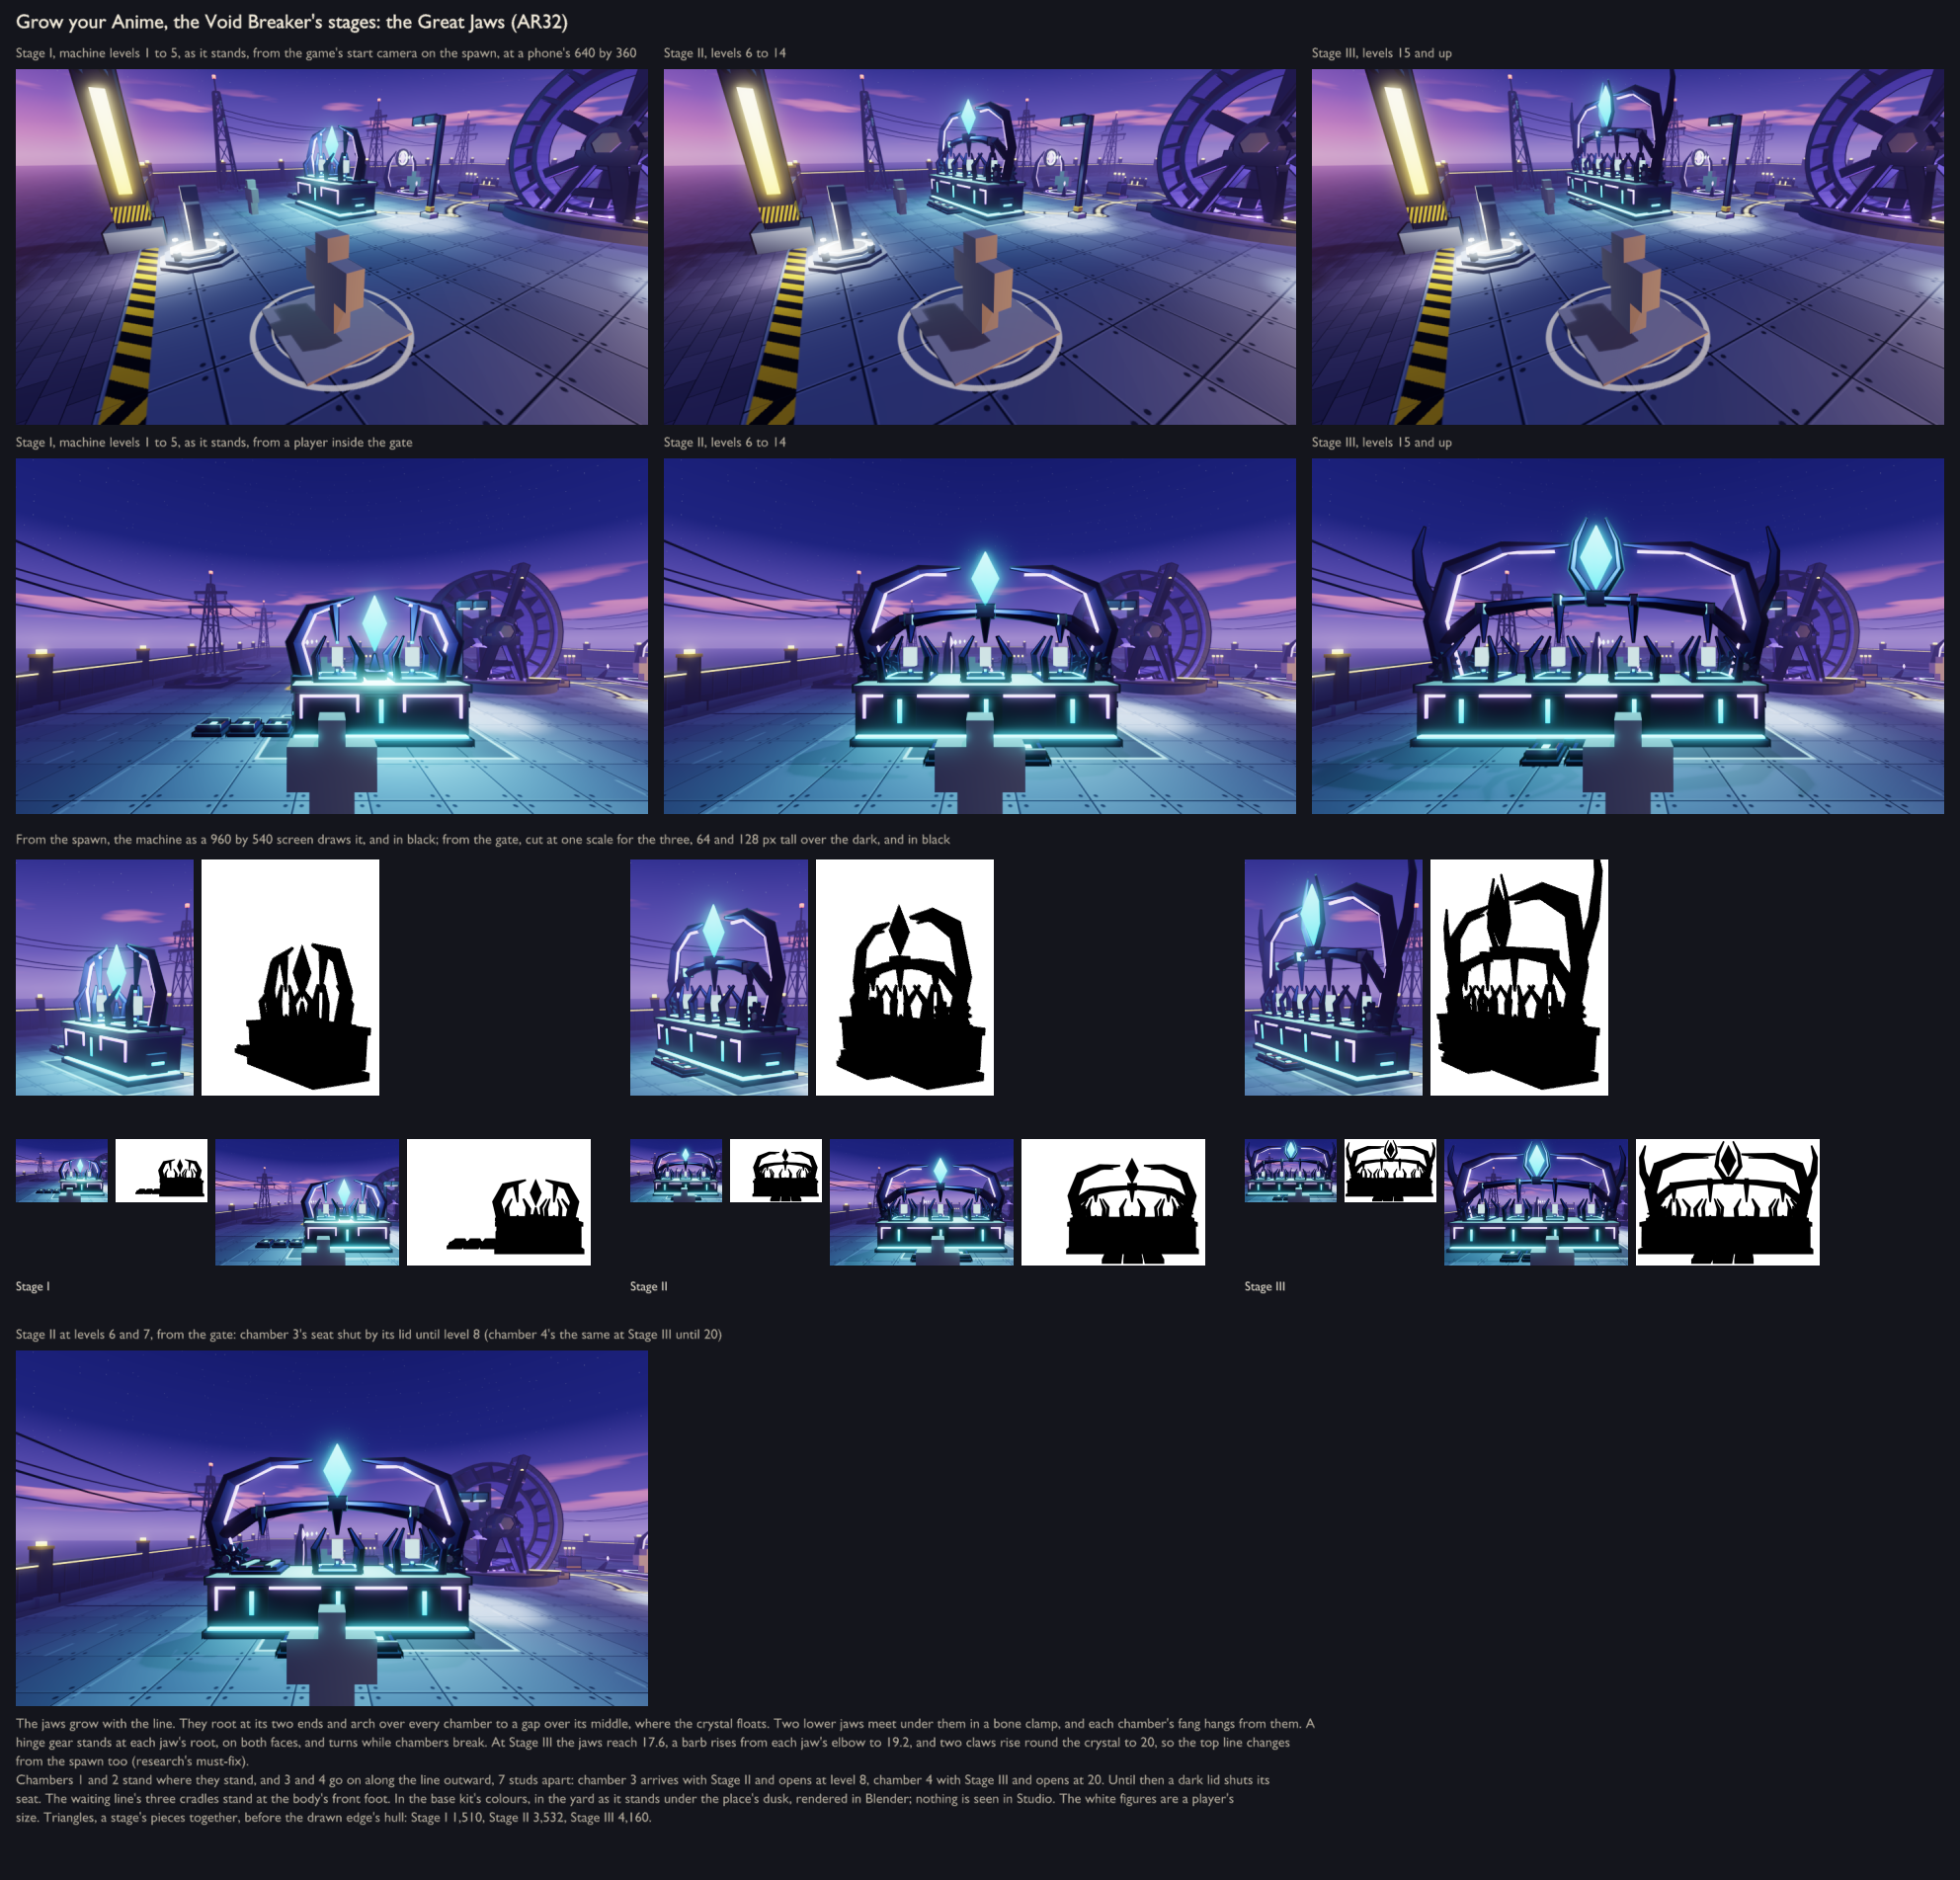 Grow your Anime, the Void Breaker's stages: the Great Jaws (AR32)
Stage I, machine levels 1 to 5, as it stands, from the game's start camera on the spawn, at a phone's 640 by 360
Stage II, levels 6 to 14
Stage III, levels 15 and up
Stage I, machine levels 1 to 5, as it stands, from a player inside the gate
Stage II, levels 6 to 14
Stage III, levels 15 and up
From the spawn, the machine as a 960 by 540 screen draws it, and in black; from the gate, cut at one scale for the three, 64 and 128 px tall over the dark, and in black
Stage I
Stage II
Stage III
Stage II at levels 6 and 7, from the gate: chamber 3's seat shut by its lid until level 8 (chamber 4's the same at Stage III until 20)
The jaws grow with the line. They root at its two ends and arch over every chamber to a gap over its middle, where the crystal floats. Two lower jaws meet under them in a bone clamp, and each chamber's fang hangs from them. A
hinge gear stands at each jaw's root, on both faces, and turns while chambers break. At Stage III the jaws reach 17.6, a barb rises from each jaw's elbow to 19.2, and two claws rise round the crystal to 20, so the top line changes
from the spawn too (research's must-fix).
Chambers 1 and 2 stand where they stand, and 3 and 4 go on along the line outward, 7 studs apart: chamber 3 arrives with Stage II and opens at level 8, chamber 4 with Stage III and opens at 20. Until then a dark lid shuts its
seat. The waiting line's three cradles stand at the body's front foot. In the base kit's colours, in the yard as it stands under the place's dusk, rendered in Blender; nothing is seen in Studio. The white figures are a player's
size. Triangles, a stage's pieces together, before the drawn edge's hull: Stage I 1,510, Stage II 3,532, Stage III 4,160.